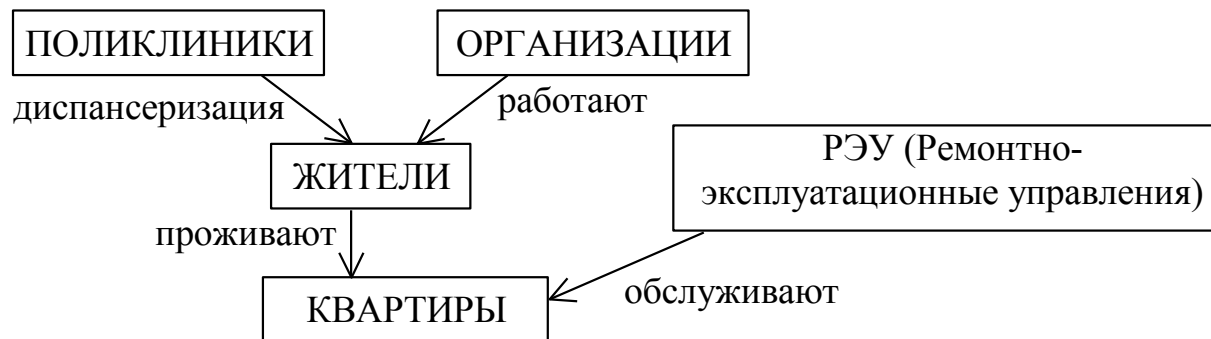 ПОЛИКЛИНИКИ
ОРГАНИЗАЦИИ
диспансеризация
работают
ЖИТЕЛИ
РЭУ (Ремонтно-
эксплуатационные управления)
проживают
КВАРТИРЫ
обслуживают